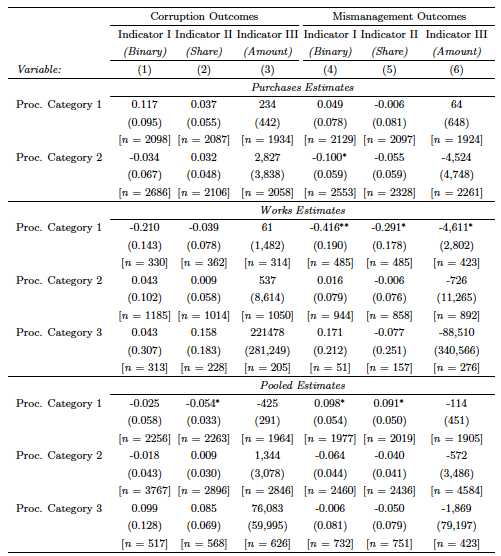 Corruption Outcomes Mismanagement Outcomes
Indicator I Indicator II Indicator III Indicator I Indicator II Indicator III
(Binary) (Share) (Amount) (Binary) (Share) (Amount)
Variable: (1) (2) (3) (4) (5) (6)
Purchases Estimates
Proc. Category 1 0.117 0.037 234 0.049 -0.006 64
(0.095) (0.055) (442) (0.078) (0.081) (648)
[n = 2098] [n = 2087] [n = 1934] [n = 2129] [n = 2097] [n = 1924]
Proc. Category 2 -0.034 0.032 2,827 -0.100* -0.055 -4,524
(0.067) (0.048) (3,838) (0.059) (0.059) (4,748)
[n = 2686] [n = 2106] [n = 2058] [n = 2553] [n = 2328] [n = 2261]
Works Estimates
Proc. Category 1 -0.210 -0.039 61 -0.416** -0.291* -4,611*
(0.143) (0.078) (1,482) (0.190) (0.178) (2,802)
[n = 330] [n = 362] [n = 314] [n = 485] [n = 485] [n = 423]
Proc. Category 2 0.043 0.009 537 0.016 -0.006 -726
(0.102) (0.058) (8,614) (0.079) (0.076) (11,265)
[n = 1185] [n = 1014] [n = 1050] [n = 944] [n = 858] [n = 892]
Proc. Category 3 0.043 0.158 221478 0.171 -0.077 -88,510
(0.307) (0.183) (281,249) (0.212) (0.251) (340,566)
[n = 313] [n = 228] [n = 205] [n = 51] [n = 157] [n = 276]
Pooled Estimates
Proc. Category 1 -0.025 -0.054* -425 0.098* 0.091* -114
(0.058) (0.033) (291) (0.054) (0.050) (451)
[n = 2256] [n = 2263] [n = 1964] [n = 1977] [n = 2019] [n = 1905]
Proc. Category 2 -0.018 0.009 1,344 -0.064 -0.040 -572
(0.043) (0.030) (3,078) (0.044) (0.041) (3,486)
[n = 3767] [n = 2896] [n = 2846] [n = 2460] [n = 2436] [n = 4584]
Proc. Category 3 0.099 0.085 76,083 -0.006 -0.050 -1,869
(0.128) (0.069) (59,995) (0.081) (0.079) (79,197)
[n = 517] [n = 568] [n = 626] [n = 732] [n = 751] [n = 423]